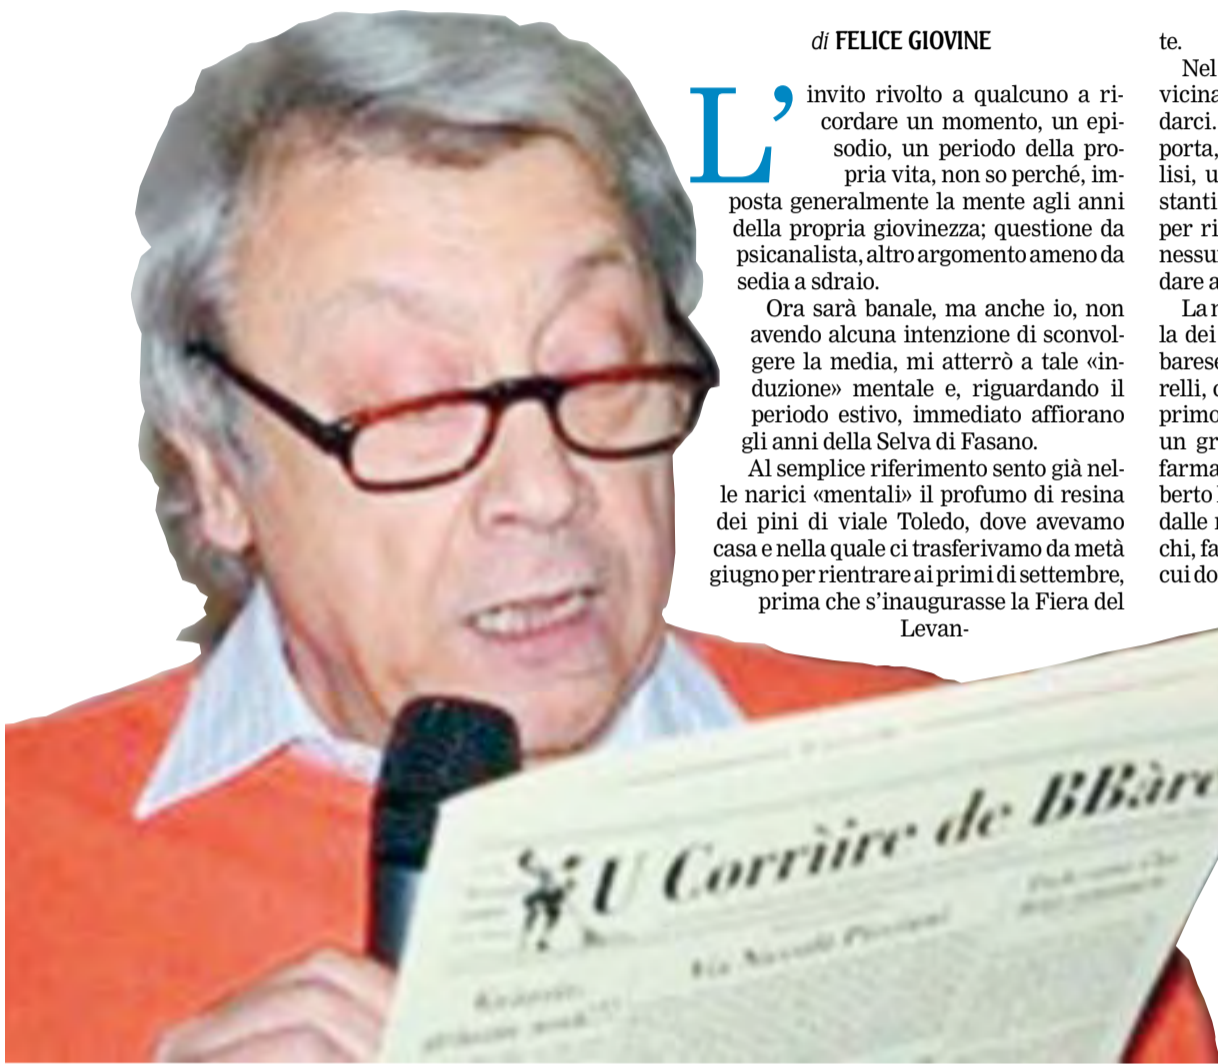 di FELICE GIOVINE
L'invito rivolto a qualcuno a ri-
cordare un momento, un epi-
sodio, un periodo della pro-
pria vita, non so perché, im-
posta generalmente la mente agli anni
della propria giovinezza; questione da
psicanalista, altro argomento ameno da
sedia a sdraio.
Ora sarà banale, ma anche io, non
avendo alcuna intenzione di sconvol-
gere la media, mi atterrò a tale «in-
duzione» mentale e, riguardando il
periodo estivo, immediato affiorano
gli anni della Selva di Fasano.
Al semplice riferimento sento già nel-
le narici «mentali» il profumo di resina
dei pini di viale Toledo, dove avevamo
casa e nella quale ci trasferivamo da metà
giugno per rientrare ai primi di settembre,
prima che s'inaugurasse la Fiera del
Levan-
te.
Nel
vicina
darci.
porta,
lisi, u
stanti
per ri
nessu
dare a
La
la dei
barese
relli,
primo
un gr
farma
berto
dalle
chi, fa
cui do
U Corrìire de BBàre
Via Niccolò Piccinni